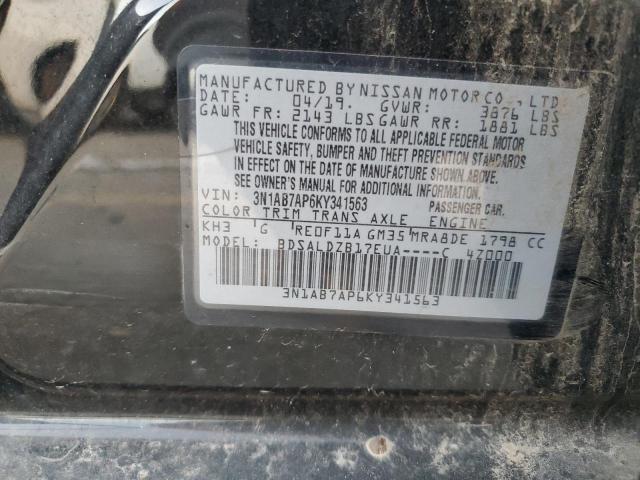 MANUFACTURED BY NISSAN MOTOR CO., LTD
DATE: 04/19. GVWR: 3876 LBS
GAWR FR: 2143 LBS GAWR RR: 1881 LBS
THIS VEHICLE CONFORMS TO ALL APPLICABLE FEDERAL MOTOR
VEHICLE SAFETY, BUMPER AND THEFT PREVENTION STANDARDS
IN EFFECT ON THE DATE OF MANUFACTURE SHOWN ABOVE.
SEE OWNER'S MANUAL FOR ADDITIONAL INFORMATION.
VIN: 3N1AB7AP6KY341563 PASSENGER CAR.
COLOR TRIM TRANS AXLE ENGINE
KH3 G RE0F11A GM35 MRA8DE 1798 CC
MODEL: BDSALDZB17EUA----C 4Z000
3N1AB7AP6KY341563